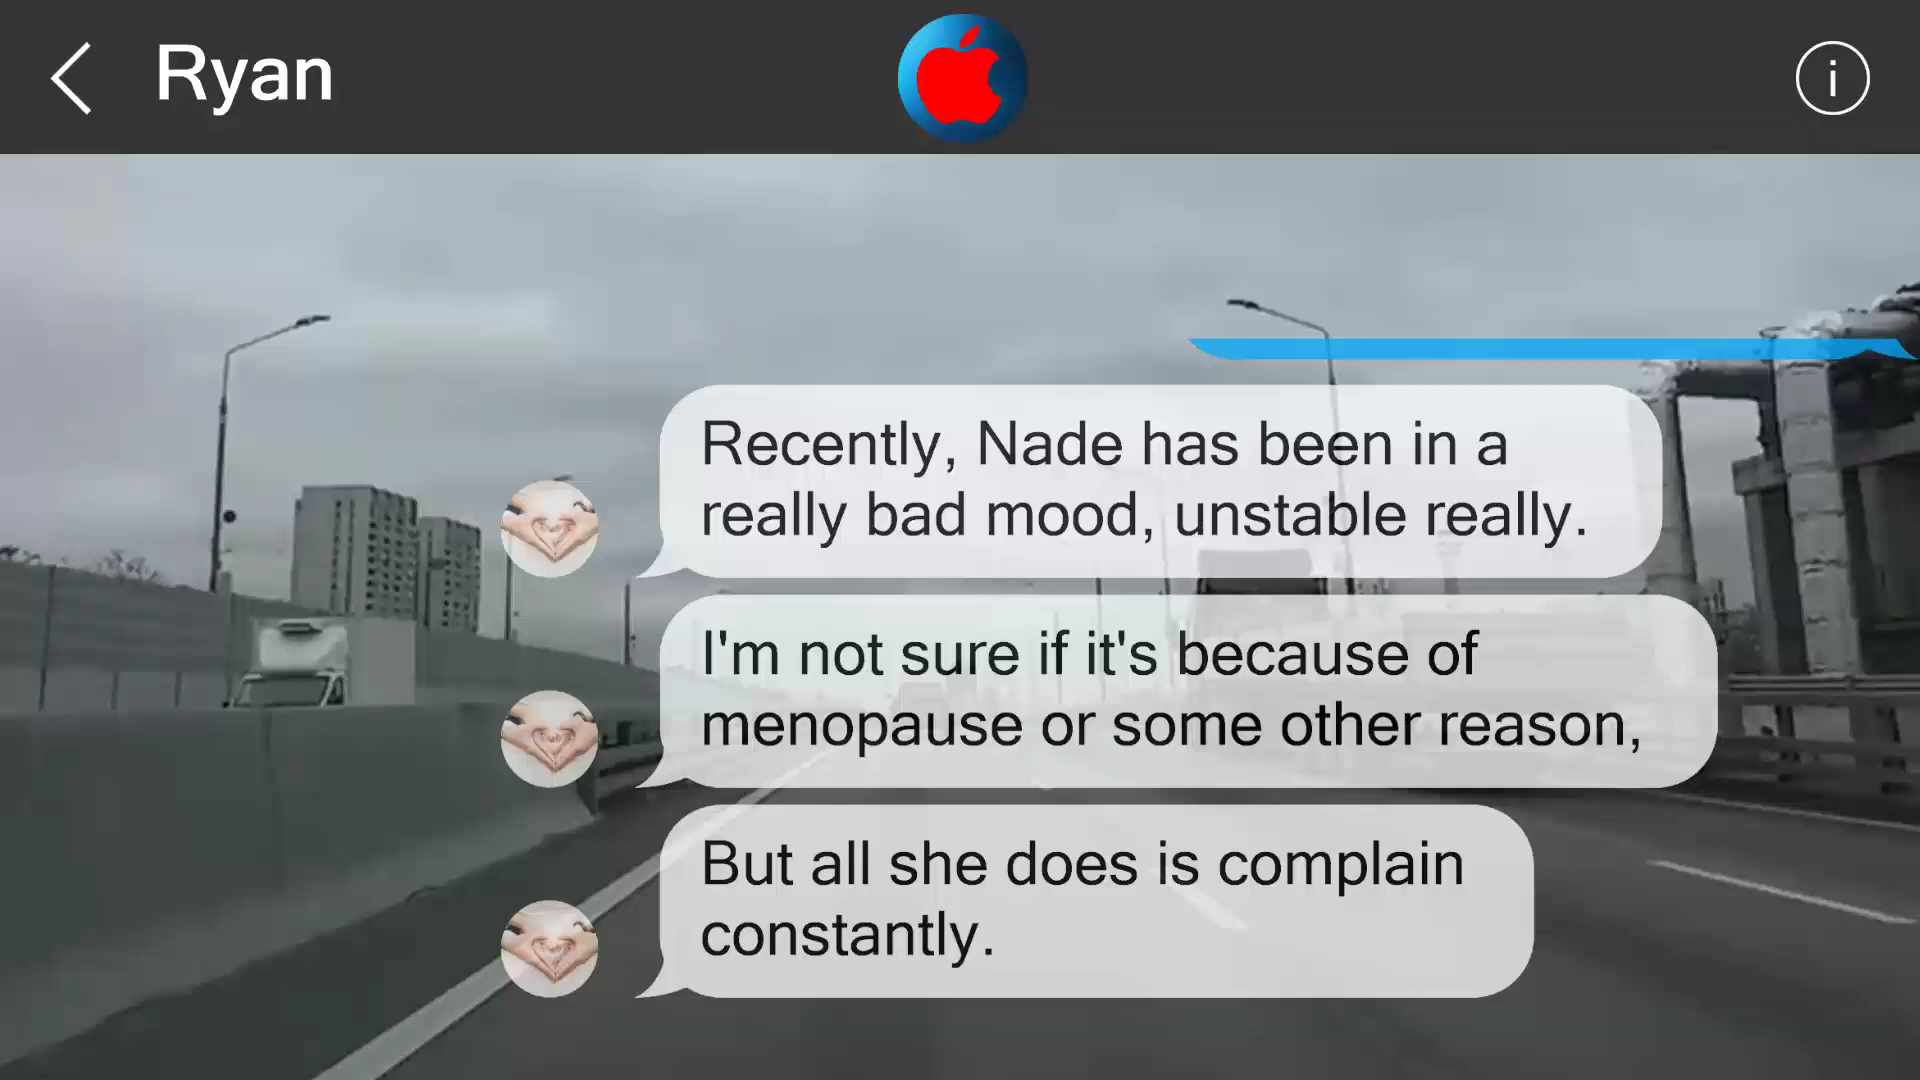 Ryan
i
Recently, Nade has been in a
really bad mood, unstable really.
I'm not sure if it's because of
menopause or some other reason,
But all she does is complain
constantly.